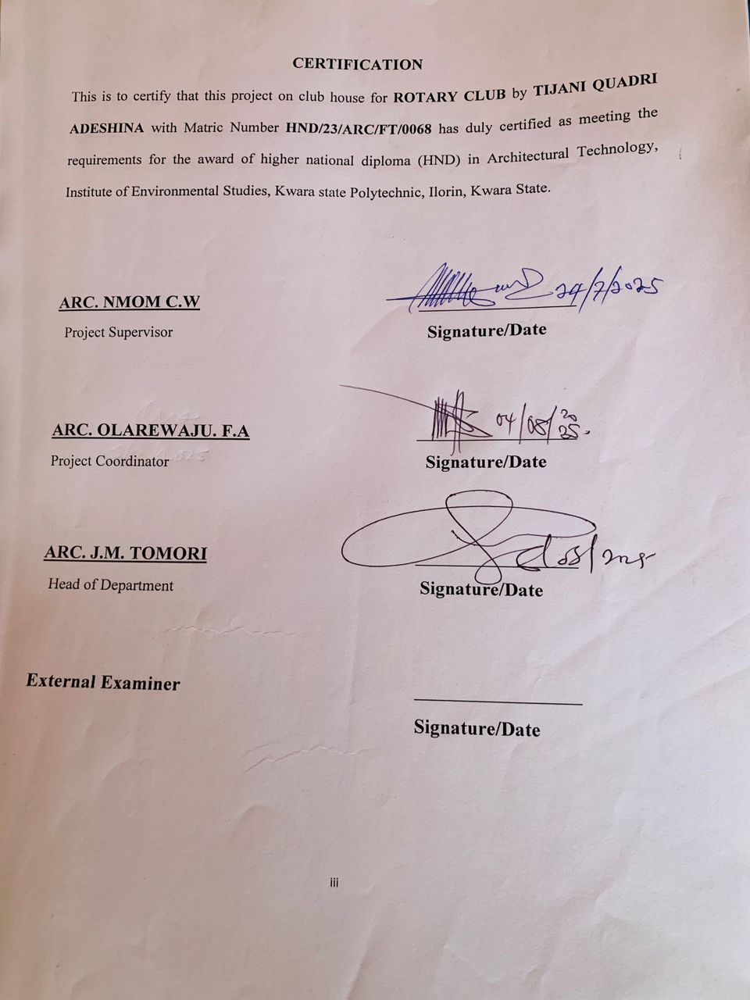 CERTIFICATION
This is to certify that this project on club house for ROTARY CLUB by TIJANI QUADRI
ADESHINA with Matric Number HND/23/ARC/FT/0068 has duly certified as meeting the
requirements for the award of higher national diploma (HND) in Architectural Technology,
Institute of Environmental Studies, Kwara state Polytechnic, Ilorin, Kwara State.
29/7/2025
ARC. NMOM C.W
Project Supervisor
Signature/Date
04/08/2025.
ARC. OLAREWAJU. F.A
Project Coordinator
Signature/Date
ARC. J.M. TOMORI
Head of Department
Signature/Date
External Examiner
Signature/Date
iii